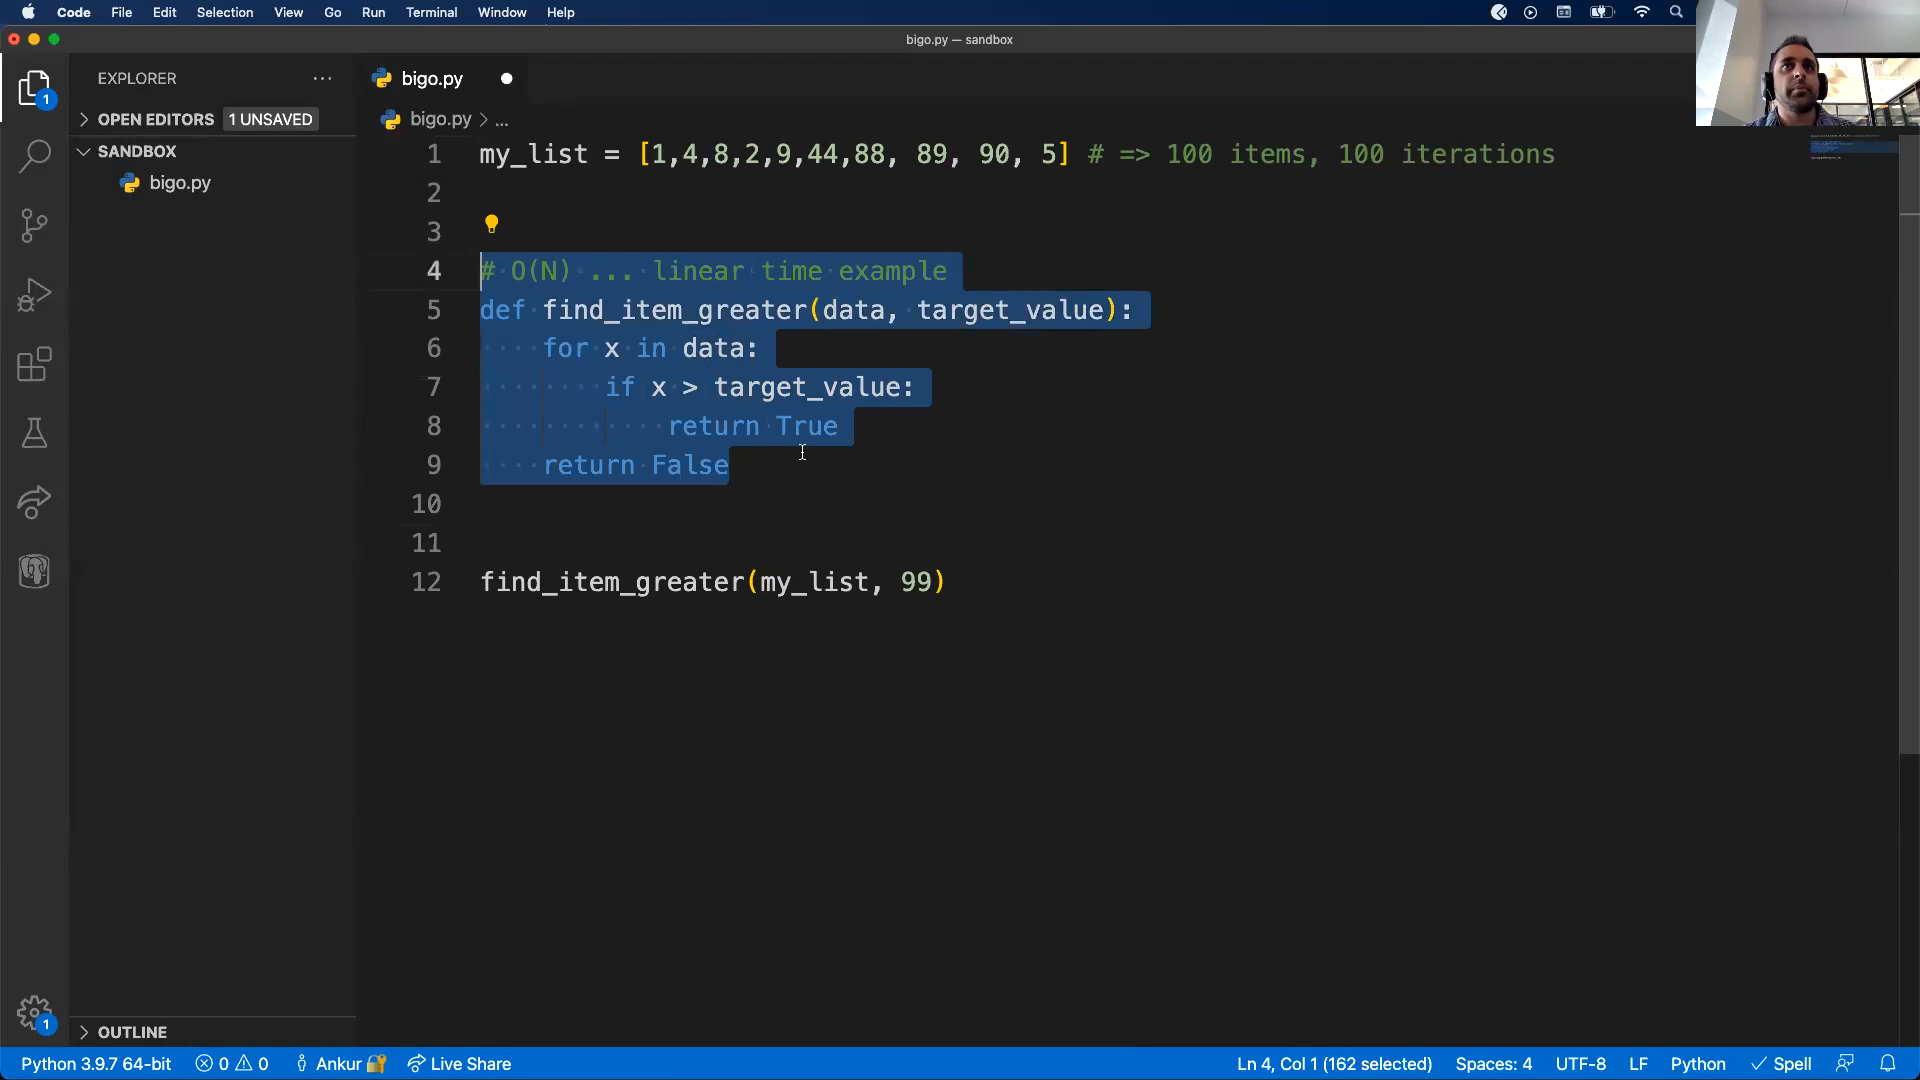 Code File Edit Selection View Go Run Terminal Window Help
bigo.py — sandbox
EXPLORER
bigo.py
1
OPEN EDITORS 1 UNSAVED
bigo.py > ...
SANDBOX
bigo.py
1 my_list = [1,4,8,2,9,44,88, 89, 90, 5] # => 100 items, 100 iterations
2
3
4 # O(N) ... linear time example
5 def find_item_greater(data, target_value):
6 for x in data:
7 if x > target_value:
8 return True
9 return False
10
11
12 find_item_greater(my_list, 99)
1
OUTLINE
Python 3.9.7 64-bit 0 0 Ankur Live Share Ln 4, Col 1 (162 selected) Spaces: 4 UTF-8 LF Python Spell